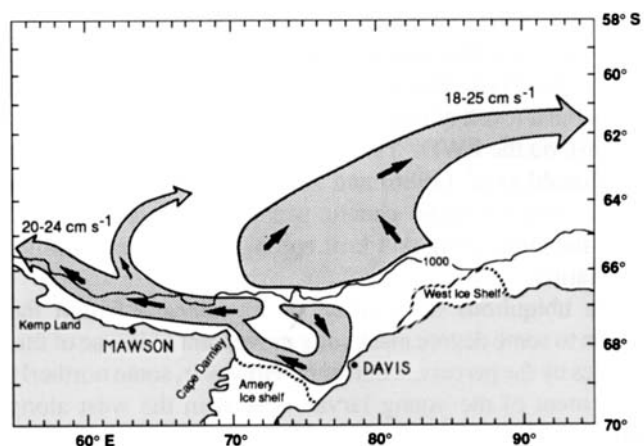 58° S
60°
62°
64°
66°
68°
70°
60° E
70°
80°
90°
18-25 cm s⁻¹
20-24 cm s⁻¹
1000
West Ice Shelf
Kemp Land
MAWSON
Cape Darnley
Amery
Ice shelf
DAVIS